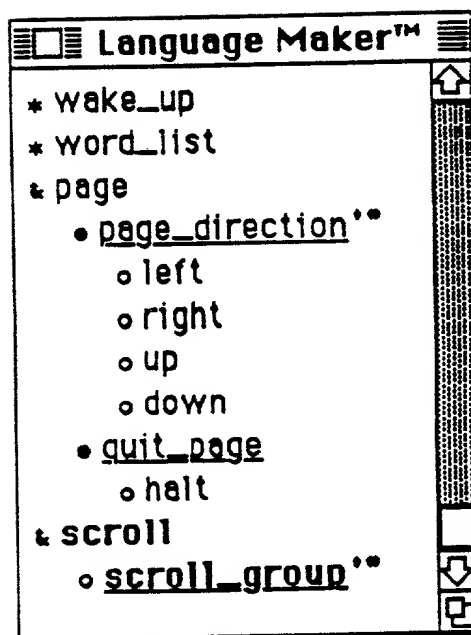 Language Maker™
* wake_up
* word_list
& page
• page_direction'"
o left
o right
o up
o down
• quit_page
o halt
& scroll
o scroll_group'"